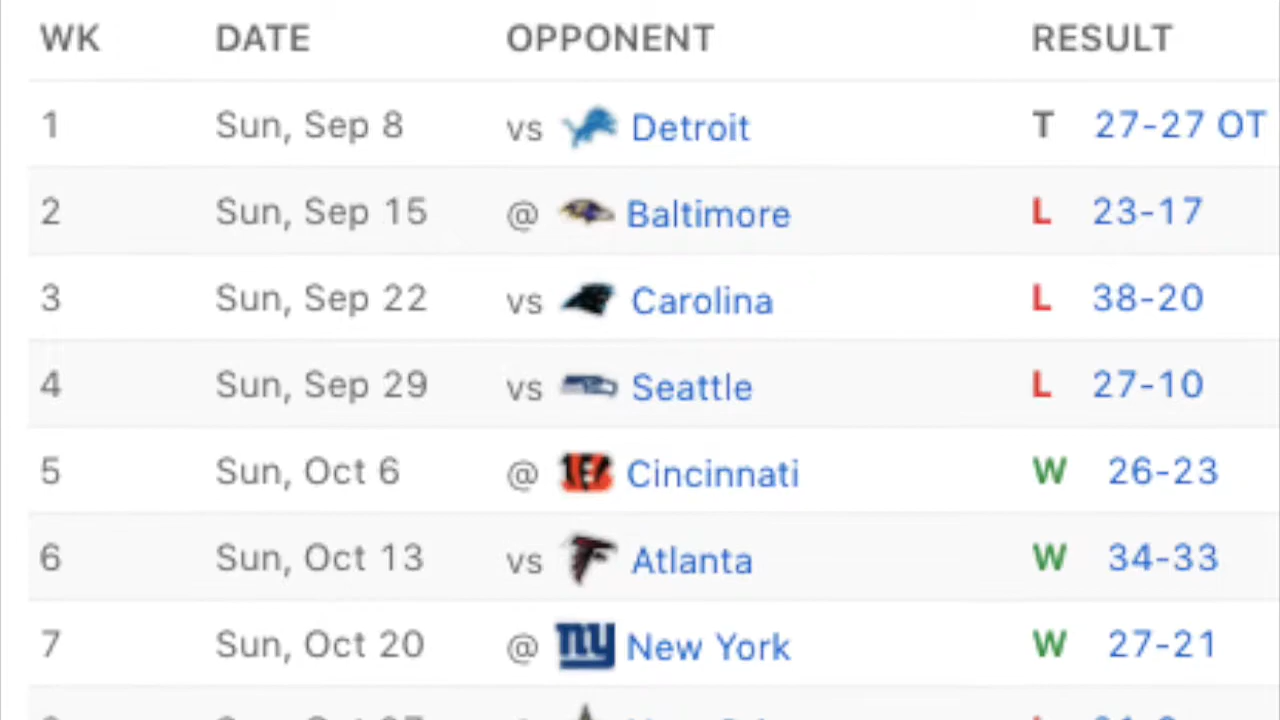 WK DATE OPPONENT RESULT
1 Sun, Sep 8 vs Detroit T 27-27 OT
2 Sun, Sep 15 @ Baltimore L 23-17
3 Sun, Sep 22 vs Carolina L 38-20
4 Sun, Sep 29 vs Seattle L 27-10
5 Sun, Oct 6 @ Cincinnati W 26-23
6 Sun, Oct 13 vs Atlanta W 34-33
7 Sun, Oct 20 @ NY New York W 27-21